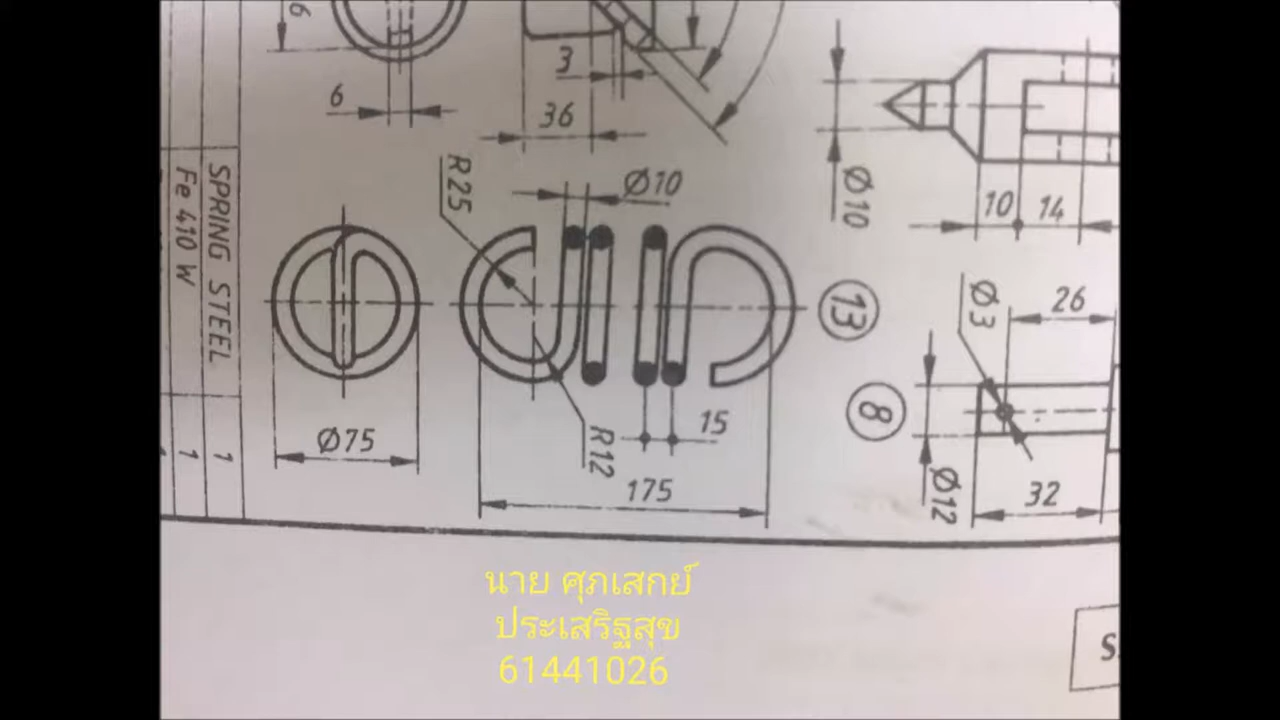 6
3
6
36
R25
Ø10
Ø10
10
14
SPRING STEEL
Fe 410 W
13
Ø3
26
8
Ø75
15
R12
1
1
175
Ø12
32
นาย ศุภเสกย์
ประเสริฐสุข
61441026
S